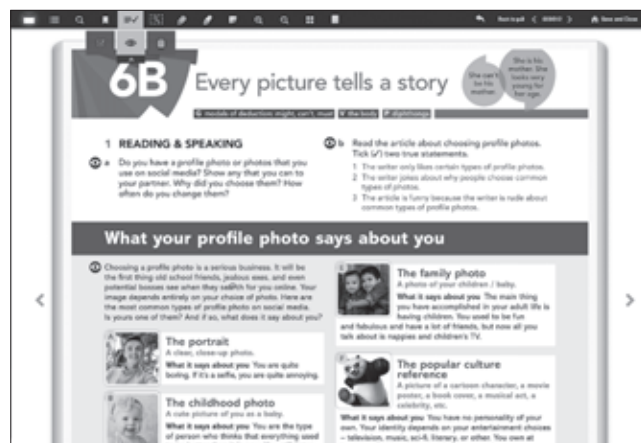 Save and Close
6B
Every picture tells a story
She can't
be his
mother.
She is his
mother. She
looks very
young for
her age.
G modals of deduction: might, can't, must V the body P diphthongs
1 READING & SPEAKING
a Do you have a profile photo or photos that you
use on social media? Show any that you can to
your partner. Why did you choose them? How
often do you change them?
b Read the article about choosing profile photos.
Tick (✓) two true statements.
1 The writer only likes certain types of profile photos.
2 The writer jokes about why people choose common
types of photos.
3 The article is funny because the writer is rude about
common types of profile photos.
What your profile photo says about you
Choosing a profile photo is a serious business. It will be
the first thing old school friends, jealous exes, and even
potential bosses see when they search for you online. Your
image depends entirely on your choice of photo. Here are
the most common types of profile photo on social media.
Is yours one of them? And if so, what does it say about you?
The portrait
A clear, close-up photo.
What it says about you You are quite
boring. If it's a selfie, you are quite annoying.
The childhood photo
A cute picture of you as a baby.
What it says about you You are the type
of person who thinks that everything used
The family photo
A photo of your children / baby.
What it says about you The main thing
you have accomplished in your adult life is
having children. You used to be fun
and fabulous and have a lot of friends, but now all you
talk about is nappies and children's TV.
The popular culture
reference
A picture of a cartoon character, a movie
poster, a book cover, a musical act, a
celebrity, etc.
What it says about you You have no personality of your
own. Your identity depends on your entertainment choices
– television, music, sci-fi, literary, or other. You own at